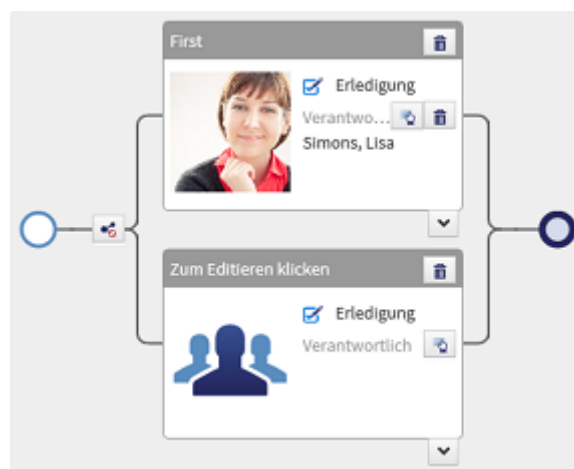 First
Erledigung
Verantwo...
Simons, Lisa
Zum Editieren klicken
Erledigung
Verantwortlich